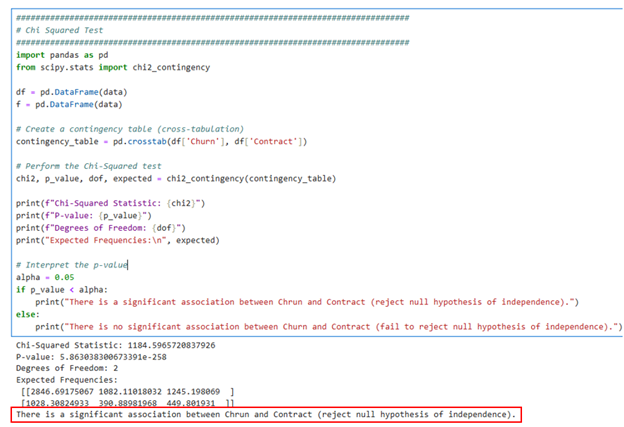 ################################################################################
# Chi Squared Test
################################################################################
import pandas as pd
from scipy.stats import chi2_contingency
df = pd.DataFrame(data)
f = pd.DataFrame(data)
# Create a contingency table (cross-tabulation)
contingency_table = pd.crosstab(df['Churn'], df['Contract'])
# Perform the Chi-Squared test
chi2, p_value, dof, expected = chi2_contingency(contingency_table)
print(f"Chi-Squared Statistic: {chi2}")
print(f"P-value: {p_value}")
print(f"Degrees of Freedom: {dof}")
print("Expected Frequencies:\n", expected)
# Interpret the p-value
alpha = 0.05
if p_value < alpha:
    print("There is a significant association between Chrun and Contract (reject null hypothesis of independence).")
else:
    print("There is no significant association between Churn and Contract (fail to reject null hypothesis of independence).")
Chi-Squared Statistic: 1184.5965720837926
P-value: 5.863038300673391e-258
Degrees of Freedom: 2
Expected Frequencies:
 [[2846.69175067 1082.11018032 1245.198069  ]
 [1028.30824933  390.88981968  449.801931  ]]
There is a significant association between Chrun and Contract (reject null hypothesis of independence).